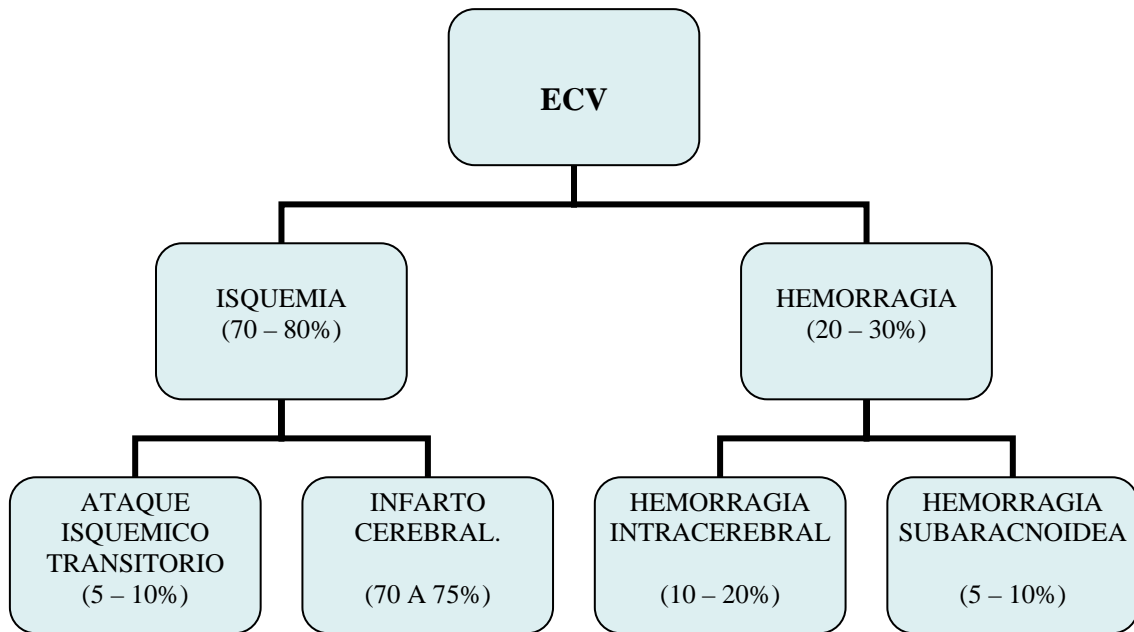 ECV
ISQUEMIA
(70 – 80%)
HEMORRAGIA
(20 – 30%)
ATAQUE
ISQUEMICO
TRANSITORIO
(5 – 10%)
INFARTO
CEREBRAL.
(70 A 75%)
HEMORRAGIA
INTRACEREBRAL
(10 – 20%)
HEMORRAGIA
SUBARACNOIDEA
(5 – 10%)